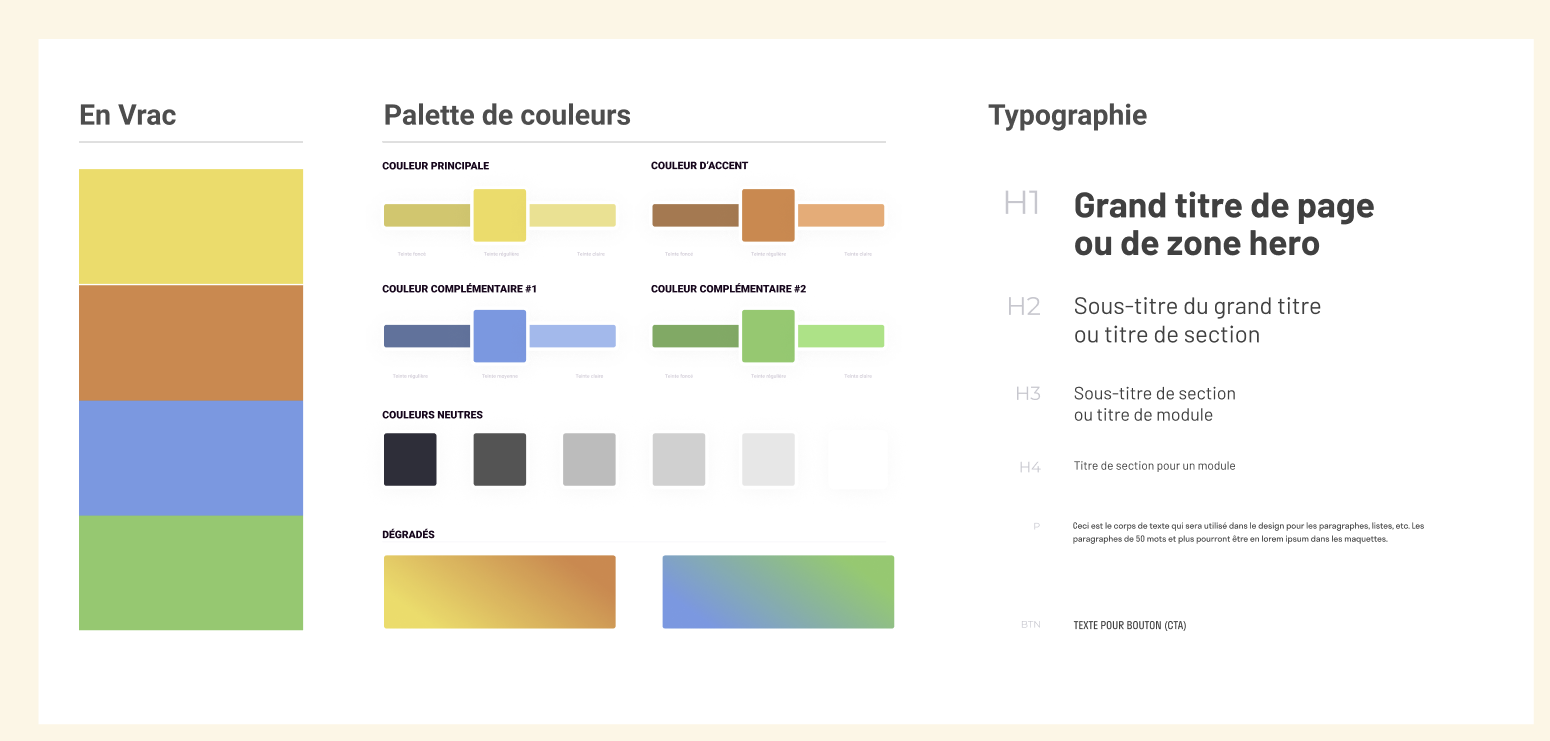 En Vrac
Palette de couleurs
COULEUR PRINCIPALE
Teinte foncé
Teinte régulière
Teinte claire
COULEUR D'ACCENT
Teinte foncé
Teinte régulière
Teinte claire
COULEUR COMPLÉMENTAIRE #1
Teinte régulière
Teinte moyenne
Teinte claire
COULEUR COMPLÉMENTAIRE #2
Teinte foncé
Teinte régulière
Teinte claire
COULEURS NEUTRES
DÉGRADÉS
Typographie
H1
Grand titre de page
ou de zone hero
H2
Sous-titre du grand titre
ou titre de section
H3
Sous-titre de section
ou titre de module
H4
Titre de section pour un module
P
Ceci est le corps de texte qui sera utilisé dans le design pour les paragraphes, listes, etc. Les
paragraphes de 50 mots et plus pourront être en lorem ipsum dans les maquettes.
BTN
TEXTE POUR BOUTON (CTA)